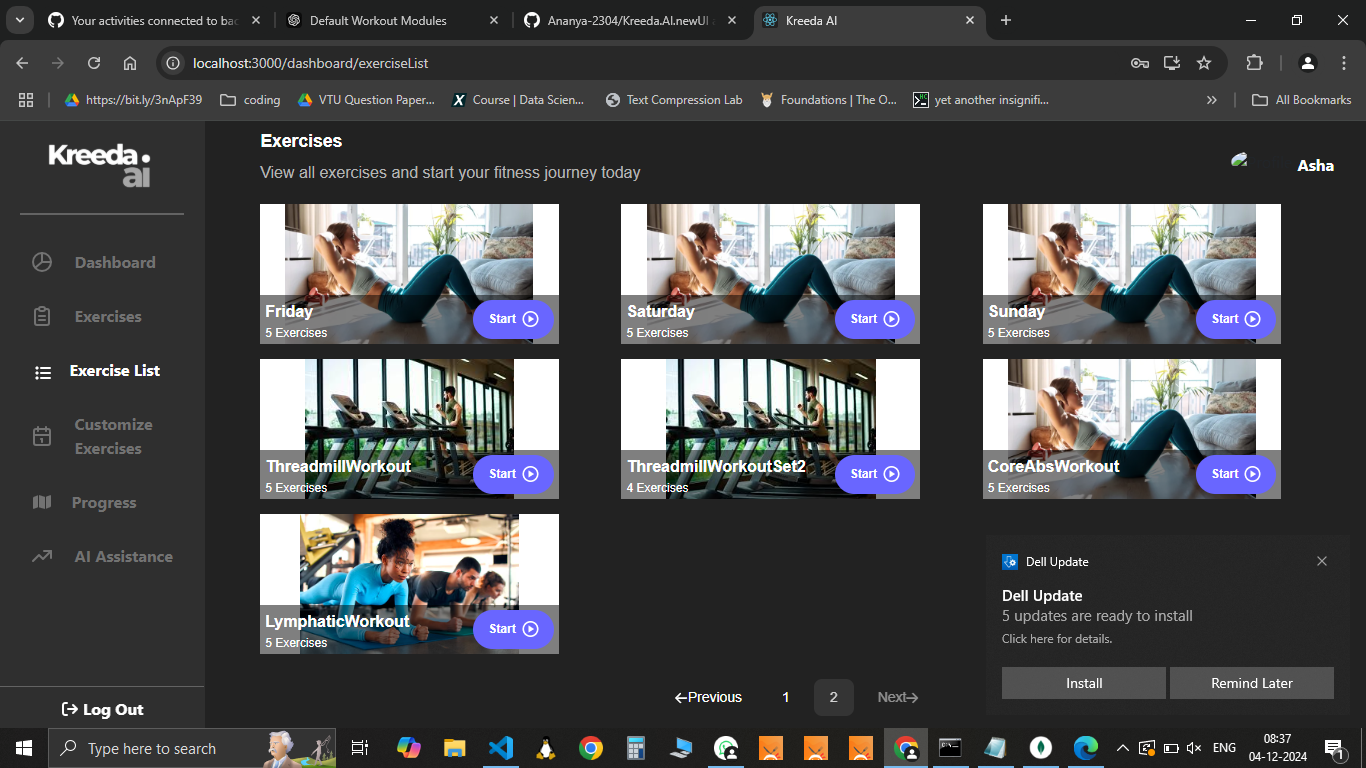 Your activities connected to bac
Default Workout Modules
Ananya-2304/Kreeda.AI.newUI
Kreeda AI
localhost:3000/dashboard/exerciseList
https://bit.ly/3nApF39
coding
VTU Question Paper...
Course | Data Scien...
Text Compression Lab
Foundations | The O...
yet another insignifi...
All Bookmarks
Kreeda.
ai
Dashboard
Exercises
Exercise List
Customize
Exercises
Progress
AI Assistance
Log Out
Exercises
View all exercises and start your fitness journey today
Asha
Friday
5 Exercises
Start
Saturday
5 Exercises
Start
Sunday
5 Exercises
Start
ThreadmillWorkout
5 Exercises
Start
ThreadmillWorkoutSet2
4 Exercises
Start
CoreAbsWorkout
5 Exercises
Start
LymphaticWorkout
5 Exercises
Start
←Previous 1 2 Next→
Dell Update
Dell Update
5 updates are ready to install
Click here for details.
Install
Remind Later
Type here to search
ENG
08:37
04-12-2024
1